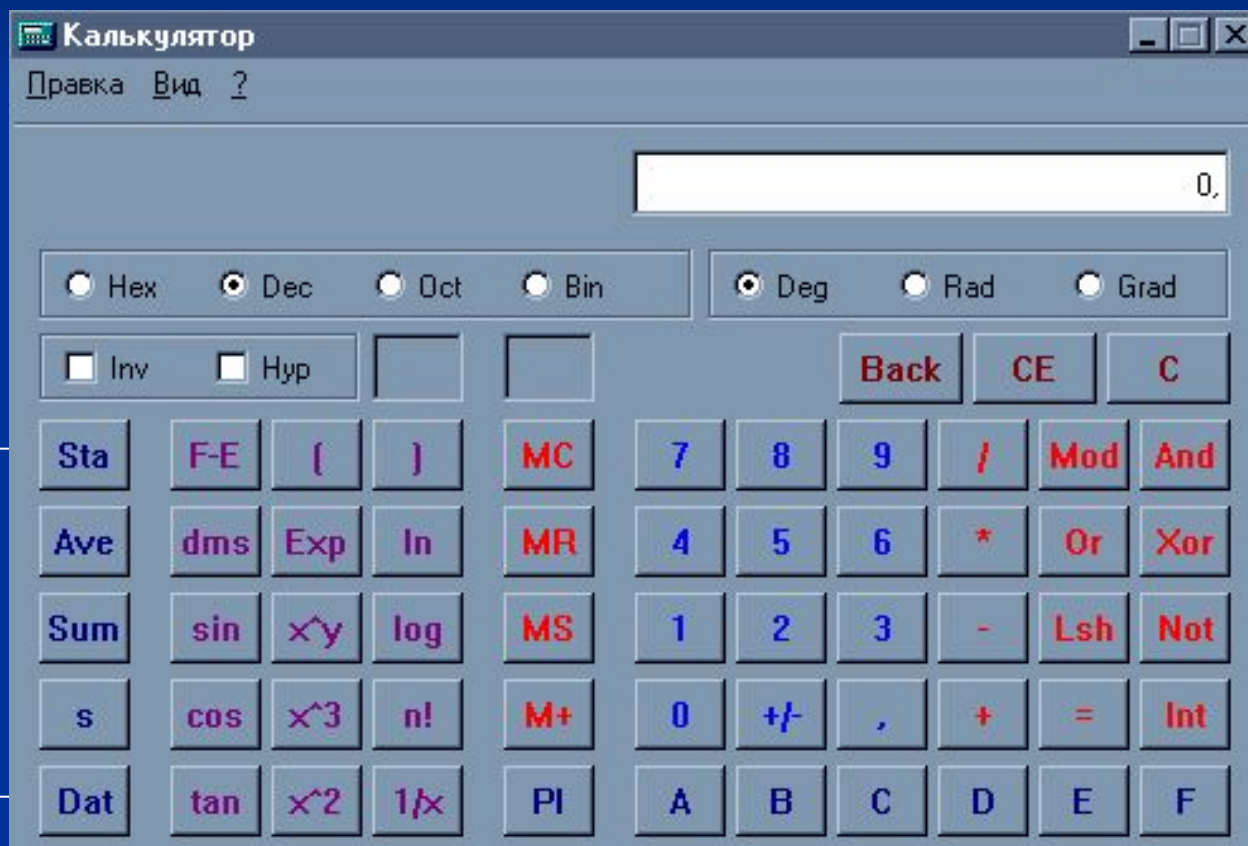 Калькулятор
Правка Вид ?
0,
Hex Dec Oct Bin Deg Rad Grad
Inv Hyp Back CE C
Sta F-E ( ) MC 7 8 9 / Mod And
Ave dms Exp ln MR 4 5 6 * Or Xor
Sum sin x^y log MS 1 2 3 - Lsh Not
s cos x^3 n! M+ 0 +/- , + = Int
Dat tan x^2 1/x PI A B C D E F